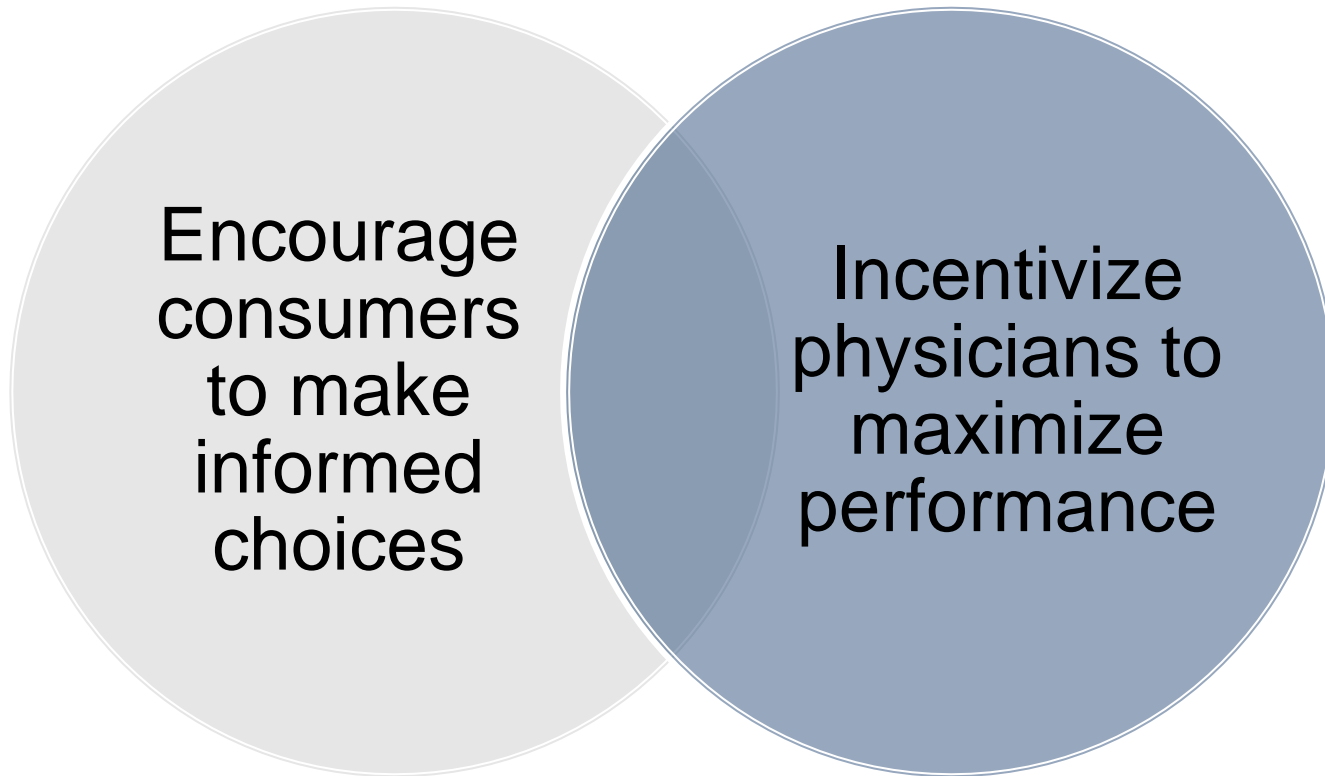 Encourage
consumers
to make
informed
choices
Incentivize
physicians to
maximize
performance